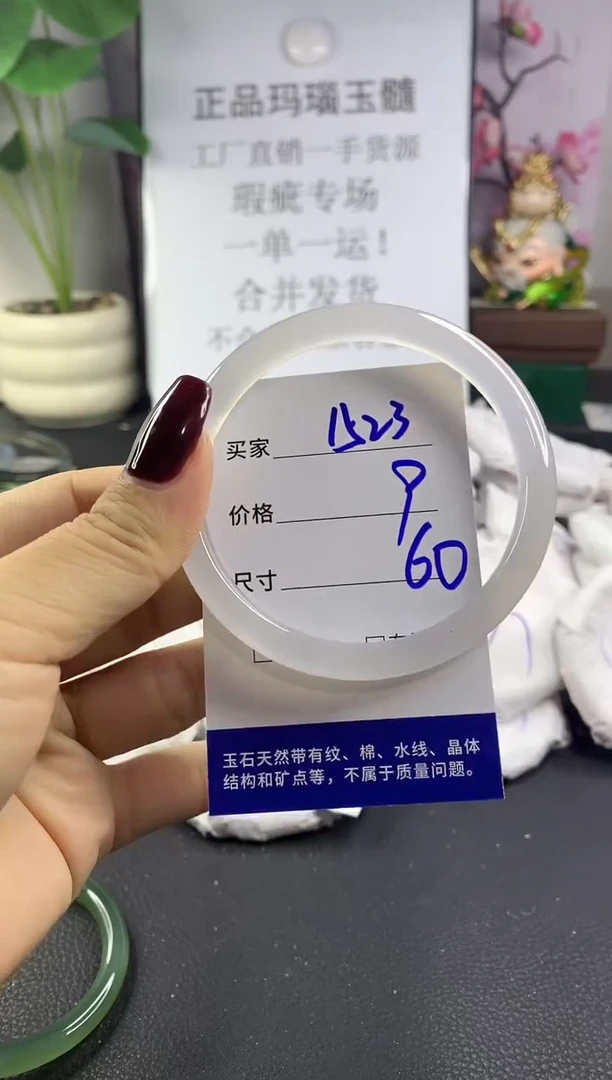 正品玛瑙玉髓
工厂直销一手货源
瑕疵专场
一单一运!
合并发货
买家 1523
价格 9
尺寸 60
玉石天然带有纹、棉、水线、晶体
结构和矿点等，不属于质量问题。